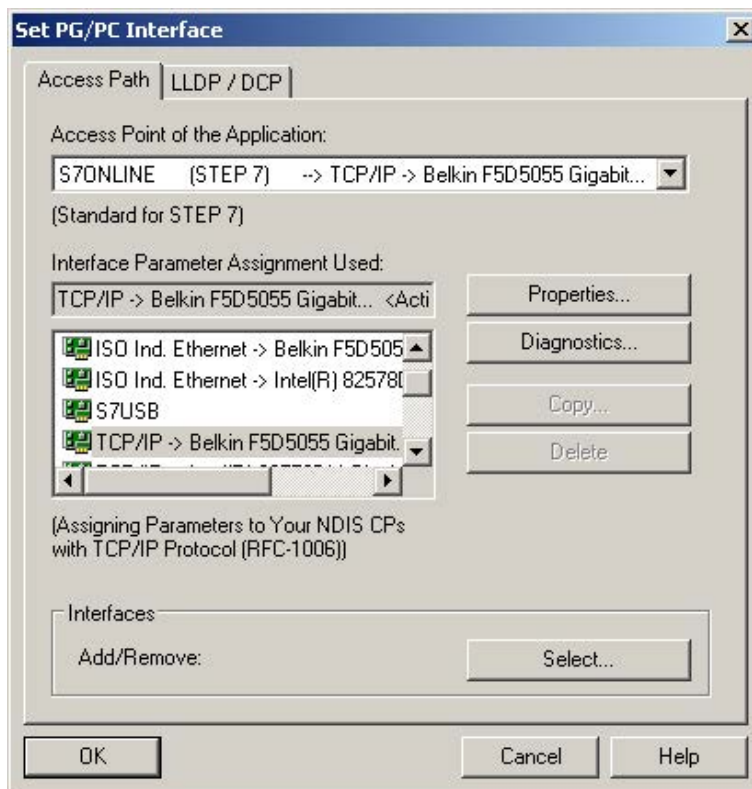 Set PG/PC Interface
Access Path
LLDP / DCP
Access Point of the Application:
S7ONLINE (STEP 7) --> TCP/IP -> Belkin F5D5055 Gigabit...
(Standard for STEP 7)
Interface Parameter Assignment Used:
TCP/IP -> Belkin F5D5055 Gigabit... <Acti
Properties...
Diagnostics...
ISO Ind. Ethernet -> Belkin F5D505
ISO Ind. Ethernet -> Intel(R) 82578D
S7USB
TCP/IP -> Belkin F5D5055 Gigabit.
Copy...
Delete
(Assigning Parameters to Your NDIS CPs
with TCP/IP Protocol (RFC-1006))
Interfaces
Add/Remove:
Select...
OK
Cancel
Help